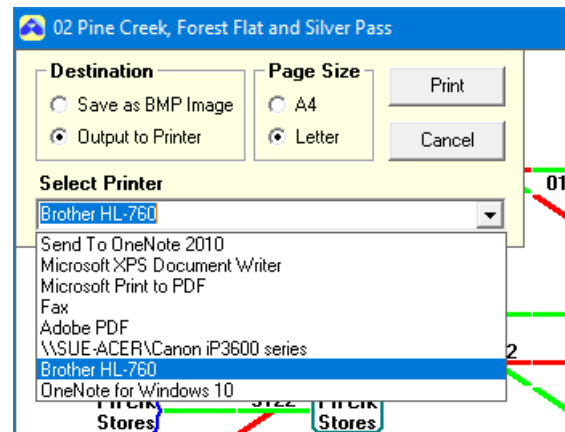 02 Pine Creek, Forest Flat and Silver Pass
Destination
Save as BMP Image
Output to Printer
Page Size
A4
Letter
Print
Cancel
Select Printer
01
Brother HL-760
Send To OneNote 2010
Microsoft XPS Document Writer
Microsoft Print to PDF
Fax
Adobe PDF
\\SUE-ACER\Canon iP3600 series
2
Brother HL-760
OneNote for Windows 10
Stores
Stores